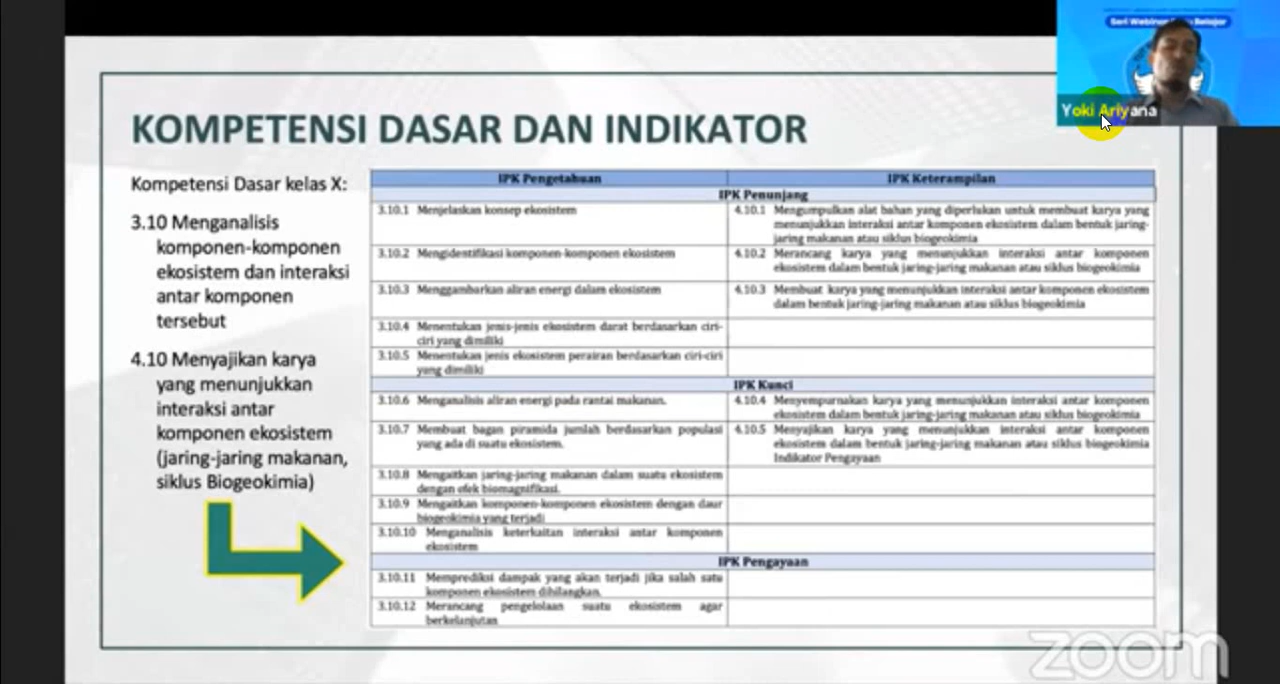 Seri Webinar Guru Belajar
Yoki Ariyana
KOMPETENSI DASAR DAN INDIKATOR
Kompetensi Dasar kelas X:
3.10 Menganalisis
komponen-komponen
ekosistem dan interaksi
antar komponen
tersebut
4.10 Menyajikan karya
yang menunjukkan
interaksi antar
komponen ekosistem
(jaring-jaring makanan,
siklus Biogeokimia)
IPK Pengetahuan
IPK Keterampilan
IPK Penunjang
3.10.1 Menjelaskan konsep ekosistem
4.10.1 Mengumpulkan alat bahan yang diperlukan untuk membuat karya yang
menunjukkan interaksi antar komponen ekosistem dalam bentuk jaring-
jaring makanan atau siklus biogeokimia
3.10.2 Mengidentifikasi komponen-komponen ekosistem
4.10.2 Merancang karya yang menunjukkan interaksi antar komponen
ekosistem dalam bentuk jaring-jaring makanan atau siklus biogeokimia
3.10.3 Menggambarkan aliran energi dalam ekosistem
4.10.3 Membuat karya yang menunjukkan interaksi antar komponen ekosistem
dalam bentuk jaring-jaring makanan atau siklus biogeokimia
3.10.4 Menentukan jenis-jenis ekosistem darat berdasarkan ciri-
ciri yang dimiliki
3.10.5 Menentukan jenis ekosistem perairan berdasarkan ciri-ciri
yang dimiliki
IPK Kunci
3.10.6 Menganalisis aliran energi pada rantai makanan.
4.10.4 Menyempurnakan karya yang menunjukkan interaksi antar komponen
ekosistem dalam bentuk jaring-jaring makanan atau siklus biogeokimia
3.10.7 Membuat bagan piramida jumlah berdasarkan populasi
yang ada di suatu ekosistem.
4.10.5 Menyajikan karya yang menunjukkan interaksi antar komponen
ekosistem dalam bentuk jaring-jaring makanan atau siklus biogeokimia
Indikator Pengayaan
3.10.8 Mengaitkan jaring-jaring makanan dalam suatu ekosistem
dengan efek biomagnifikasi.
3.10.9 Mengaitkan komponen-komponen ekosistem dengan daur
biogeokimia yang terjadi
3.10.10 Menganalisis keterkaitan interaksi antar komponen
ekosistem
IPK Pengayaan
3.10.11 Memprediksi dampak yang akan terjadi jika salah satu
komponen ekosistem dihilangkan.
3.10.12 Merancang pengelolaan suatu ekosistem agar
berkelanjutan
zoom